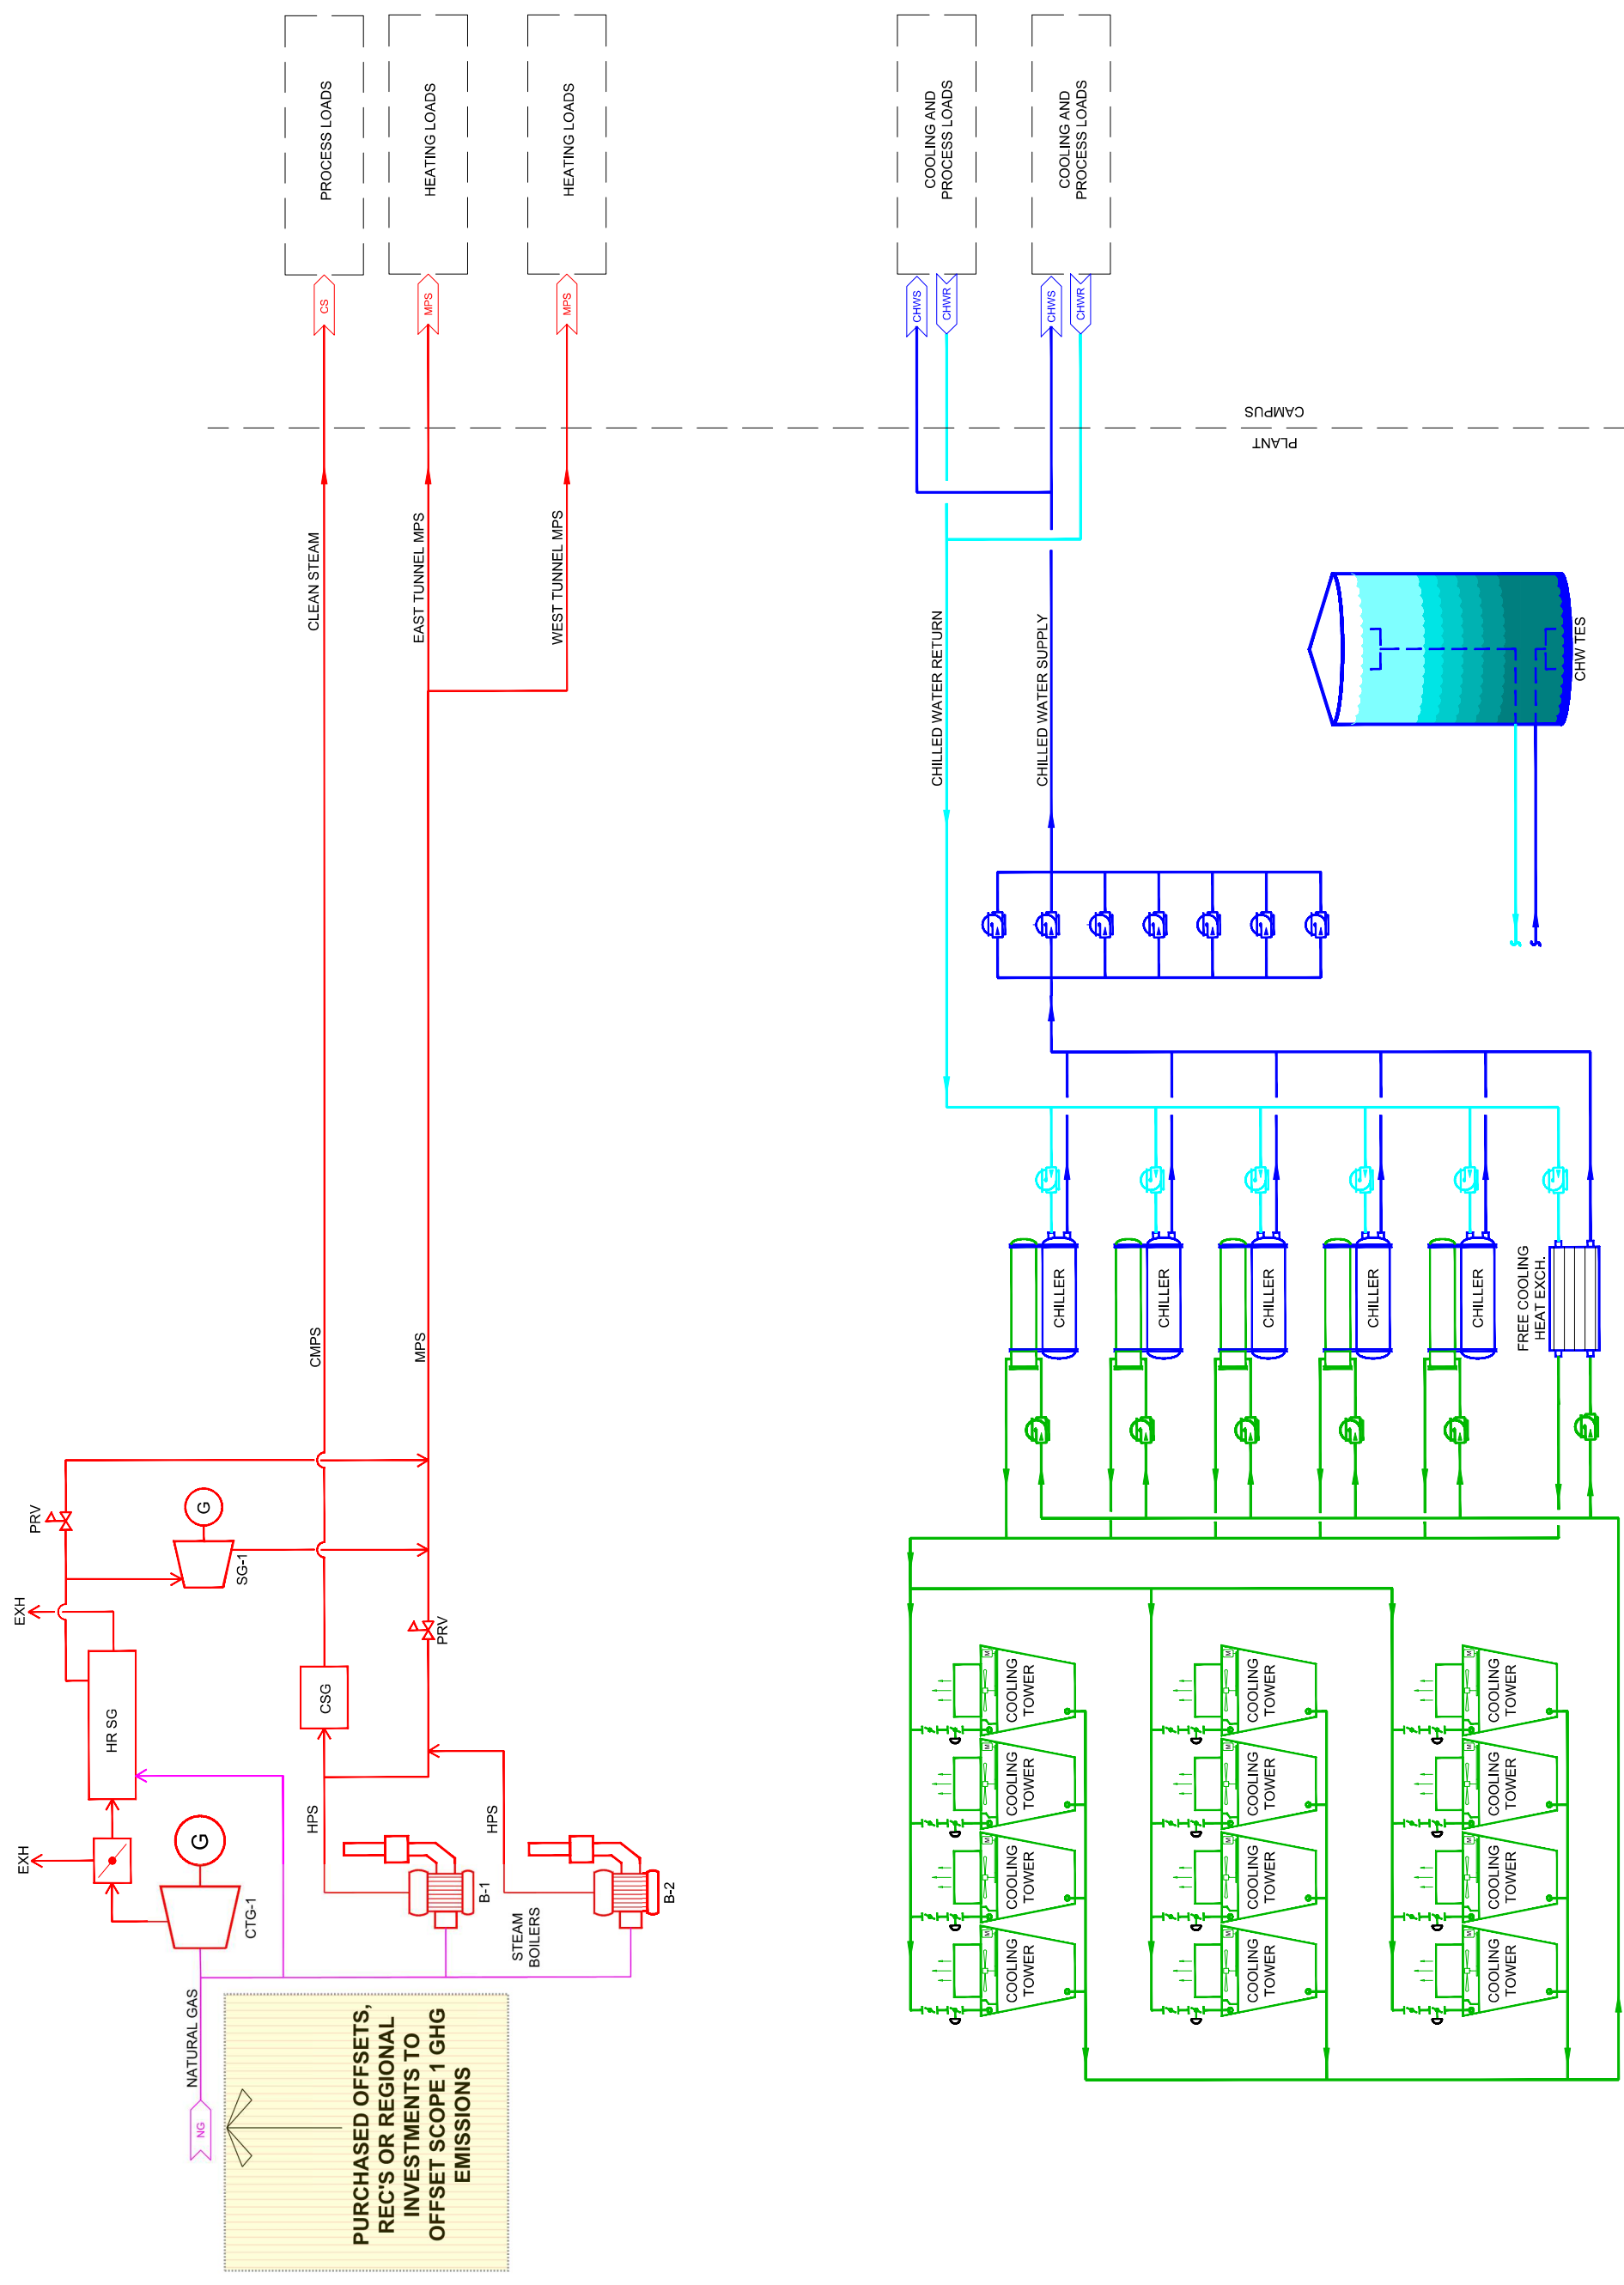 NG
NATURAL GAS
PURCHASED OFFSETS,
REC'S OR REGIONAL
INVESTMENTS TO
OFFSET SCOPE 1 GHG
EMISSIONS
CTG-1
G
EXH
HR SG
EXH
PRV
G
SG-1
STEAM
BOILERS
B-1
B-2
HPS
HPS
CSG
PRV
CMPS
MPS
CLEAN STEAM
EAST TUNNEL MPS
WEST TUNNEL MPS
CS
MPS
MPS
PROCESS LOADS
HEATING LOADS
HEATING LOADS
PLANT
CAMPUS
COOLING
TOWER
M
COOLING
TOWER
M
COOLING
TOWER
M
COOLING
TOWER
M
COOLING
TOWER
M
COOLING
TOWER
M
COOLING
TOWER
M
COOLING
TOWER
M
COOLING
TOWER
M
COOLING
TOWER
M
COOLING
TOWER
M
COOLING
TOWER
M
CHILLER
CHILLER
CHILLER
CHILLER
CHILLER
FREE COOLING
HEAT EXCH.
CHILLED WATER RETURN
CHILLED WATER SUPPLY
CHW TES
CHWS
CHWR
CHWS
CHWR
COOLING AND
PROCESS LOADS
COOLING AND
PROCESS LOADS